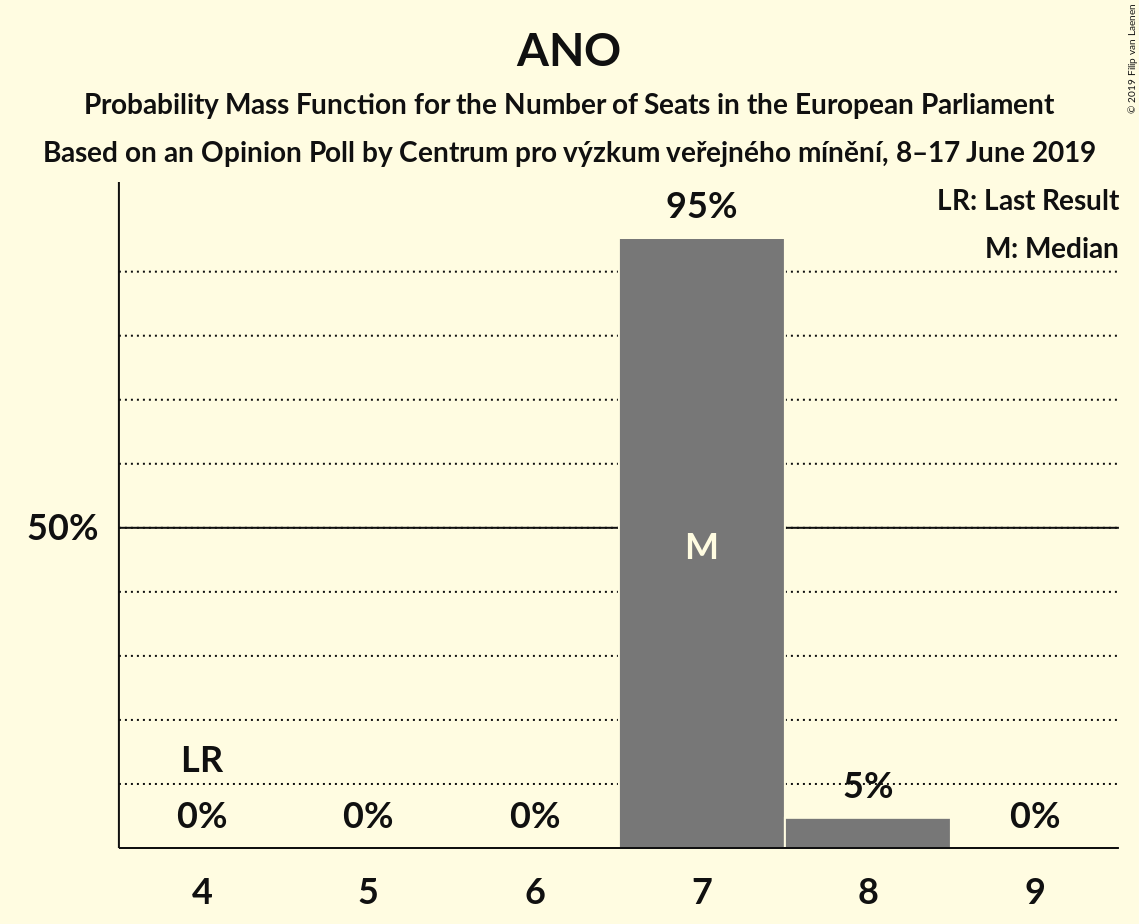 ANO
Probability Mass Function for the Number of Seats in the European Parliament
Based on an Opinion Poll by Centrum pro výzkum veřejného mínění, 8–17 June 2019
© 2019 Filip van Laenen
LR: Last Result
M: Median
95%
50%
M
LR
5%
0%
0%
0%
0%
4
5
6
7
8
9